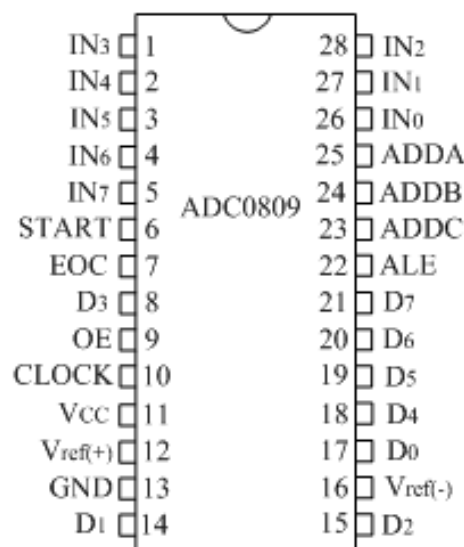 IN3 1 28 IN2
IN4 2 27 IN1
IN5 3 26 IN0
IN6 4 25 ADDA
IN7 5 ADC0809 24 ADDB
START 6 23 ADDC
EOC 7 22 ALE
D3 8 21 D7
OE 9 20 D6
CLOCK 10 19 D5
VCC 11 18 D4
Vref(+) 12 17 D0
GND 13 16 Vref(-)
D1 14 15 D2